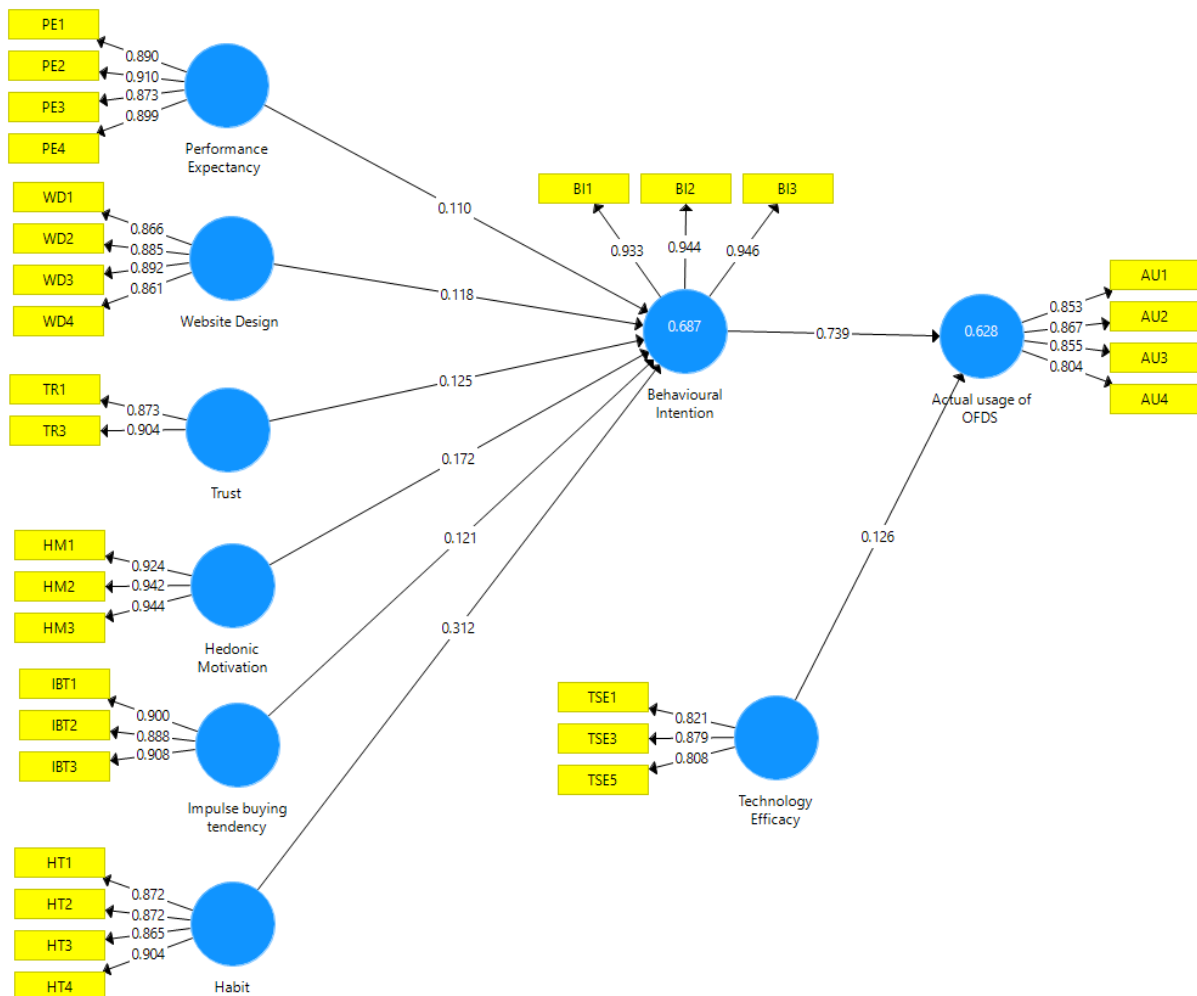 PE1
0.890
PE2
0.910
PE3
0.873
PE4
0.899
Performance
Expectancy
WD1
0.866
WD2
0.885
WD3
0.892
WD4
0.861
Website Design
TR1
0.873
TR3
0.904
Trust
HM1
0.924
HM2
0.942
HM3
0.944
Hedonic
Motivation
IBT1
0.900
IBT2
0.888
IBT3
0.908
Impulse buying
tendency
HT1
0.872
HT2
0.872
HT3
0.865
HT4
0.904
Habit
0.110
0.118
0.125
0.172
0.121
0.312
BI1
BI2
BI3
0.933
0.944
0.946
0.687
Behavioural
Intention
0.739
0.628
Actual usage of
OFDS
AU1
0.853
AU2
0.867
AU3
0.855
AU4
0.804
0.126
TSE1
0.821
TSE3
0.879
TSE5
0.808
Technology
Efficacy